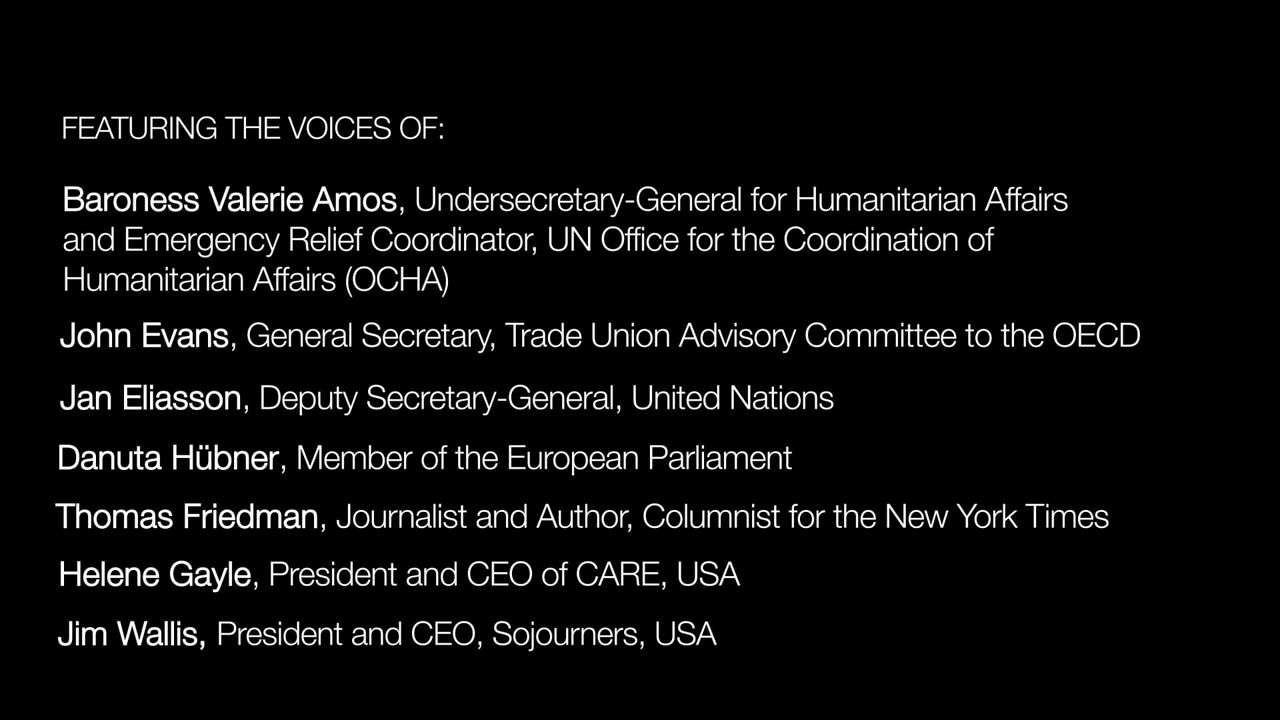 FEATURING THE VOICES OF:
Baroness Valerie Amos, Undersecretary-General for Humanitarian Affairs
and Emergency Relief Coordinator, UN Office for the Coordination of
Humanitarian Affairs (OCHA)
John Evans, General Secretary, Trade Union Advisory Committee to the OECD
Jan Eliasson, Deputy Secretary-General, United Nations
Danuta Hübner, Member of the European Parliament
Thomas Friedman, Journalist and Author, Columnist for the New York Times
Helene Gayle, President and CEO of CARE, USA
Jim Wallis, President and CEO, Sojourners, USA